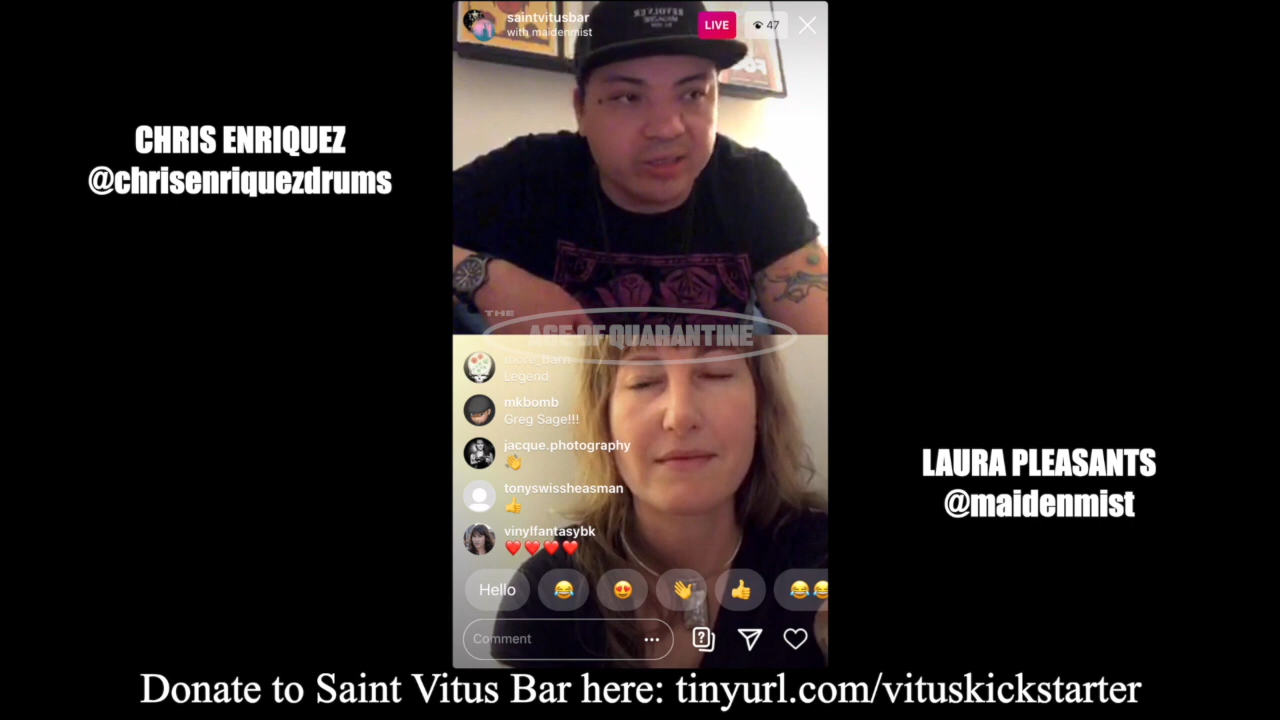 saintvitusbar
with maidenmist
LIVE
47
CHRIS ENRIQUEZ
@chrisenriquezdrums
THE
AGE OF QUARANTINE
Legend
mkbomb
Greg Sage!!!
jacque.photography
👋
tonyswissheasman
👍
vinylfantasybk
❤️❤️❤️❤️
LAURA PLEASANTS
@maidenmist
Hello 😂 😍 👋 👍 😂😂
Comment
Donate to Saint Vitus Bar here: tinyurl.com/vituskickstarter